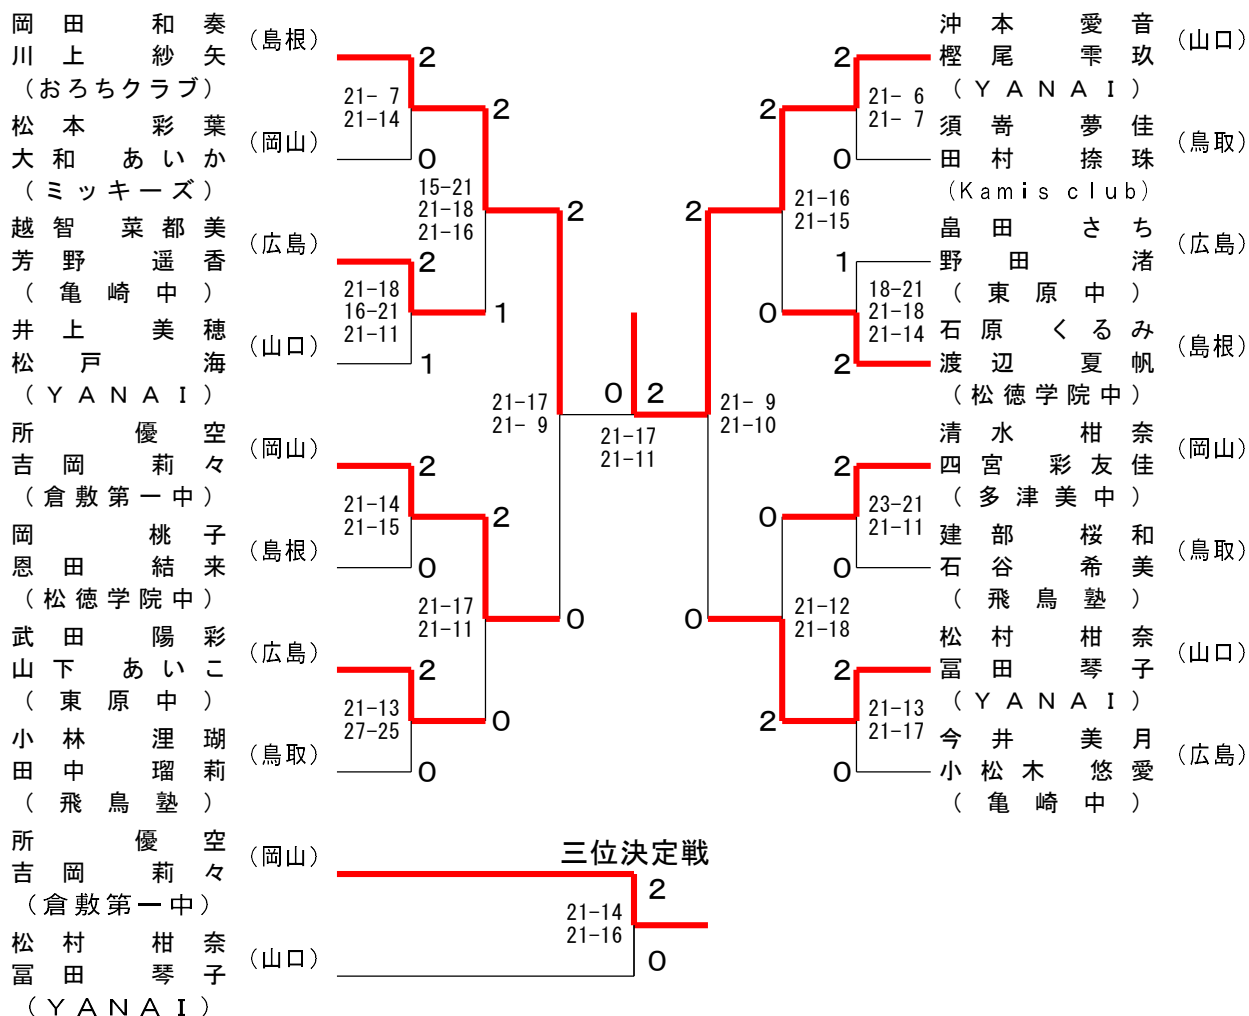 岡田 和奏
川上 紗矢
(おろちクラブ)
(島根)
2
21- 7
21-14
2
松本 彩葉
大和 あいか
(ミッキーズ)
(岡山)
0
15-21
21-18
21-16
2
越智 菜都美
芳野 遥香
(亀崎中)
(広島)
2
21-18
16-21
21-11
1
井上 美穂
松戸 海
(YANAI)
(山口)
1
21-17
21- 9
0
所 優空
吉岡 莉々
(倉敷第一中)
(岡山)
2
21-14
21-15
2
岡 桃子
恩田 結来
(松徳学院中)
(島根)
0
21-17
21-11
0
武田 陽彩
山下 あいこ
(東原中)
(広島)
2
21-13
27-25
0
小林 浬瑚
田中 瑠莉
(飛鳥塾)
(鳥取)
0
2
21-17
21-11
沖本 愛音
樫尾 雫玖
(YANAI)
(山口)
2
21- 6
21- 7
2
須嵜 夢佳
田村 捺珠
(Kamis club)
(鳥取)
0
21-16
21-15
2
畠田 さち
野田 渚
(東原中)
(広島)
1
18-21
21-18
21-14
0
石原 くるみ
渡辺 夏帆
(松徳学院中)
(島根)
2
21- 9
21-10
清水 柑奈
四宮 彩友佳
(多津美中)
(岡山)
2
23-21
21-11
0
建部 桜和
石谷 希美
(飛鳥塾)
(鳥取)
0
21-12
21-18
0
松村 柑奈
冨田 琴子
(YANAI)
(山口)
2
21-13
21-17
2
今井 美月
小松木 悠愛
(亀崎中)
(広島)
0
三位決定戦
所 優空
吉岡 莉々
(倉敷第一中)
(岡山)
2
21-14
21-16
松村 柑奈
冨田 琴子
(YANAI)
(山口)
0